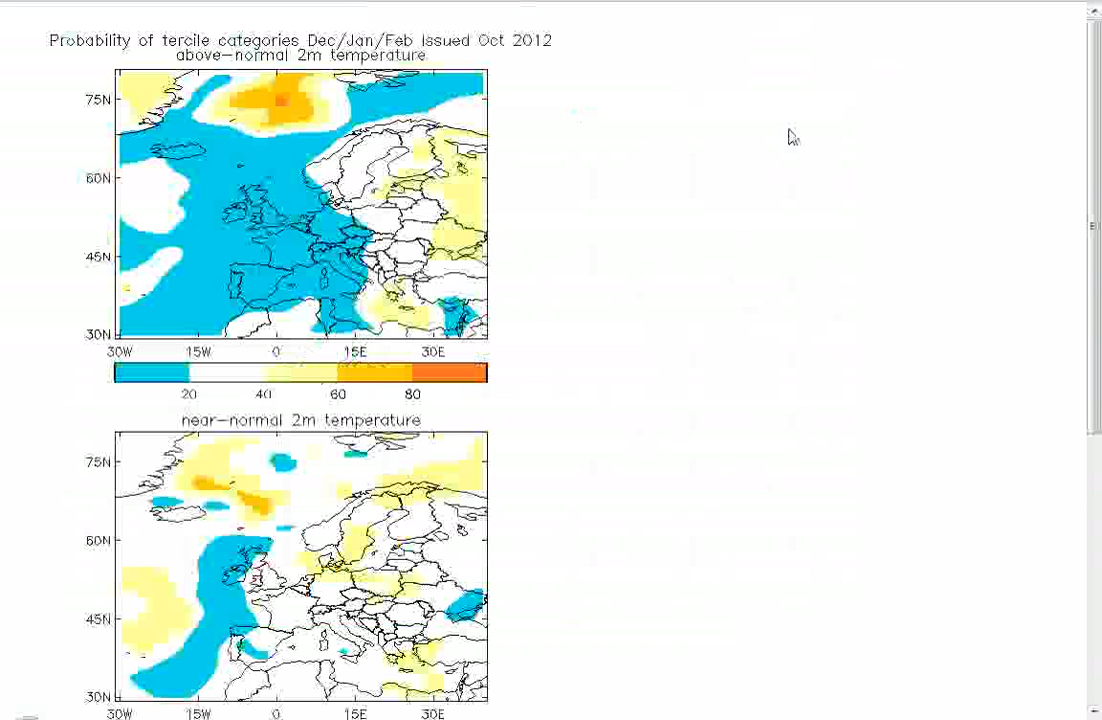 Probability of tercile categories Dec/Jan/Feb Issued Oct 2012
above-normal 2m temperature
75N
60N
45N
30N
30W 15W 0 15E 30E
20 40 60 80
near-normal 2m temperature
75N
60N
45N
30N
30W 15W 0 15E 30E